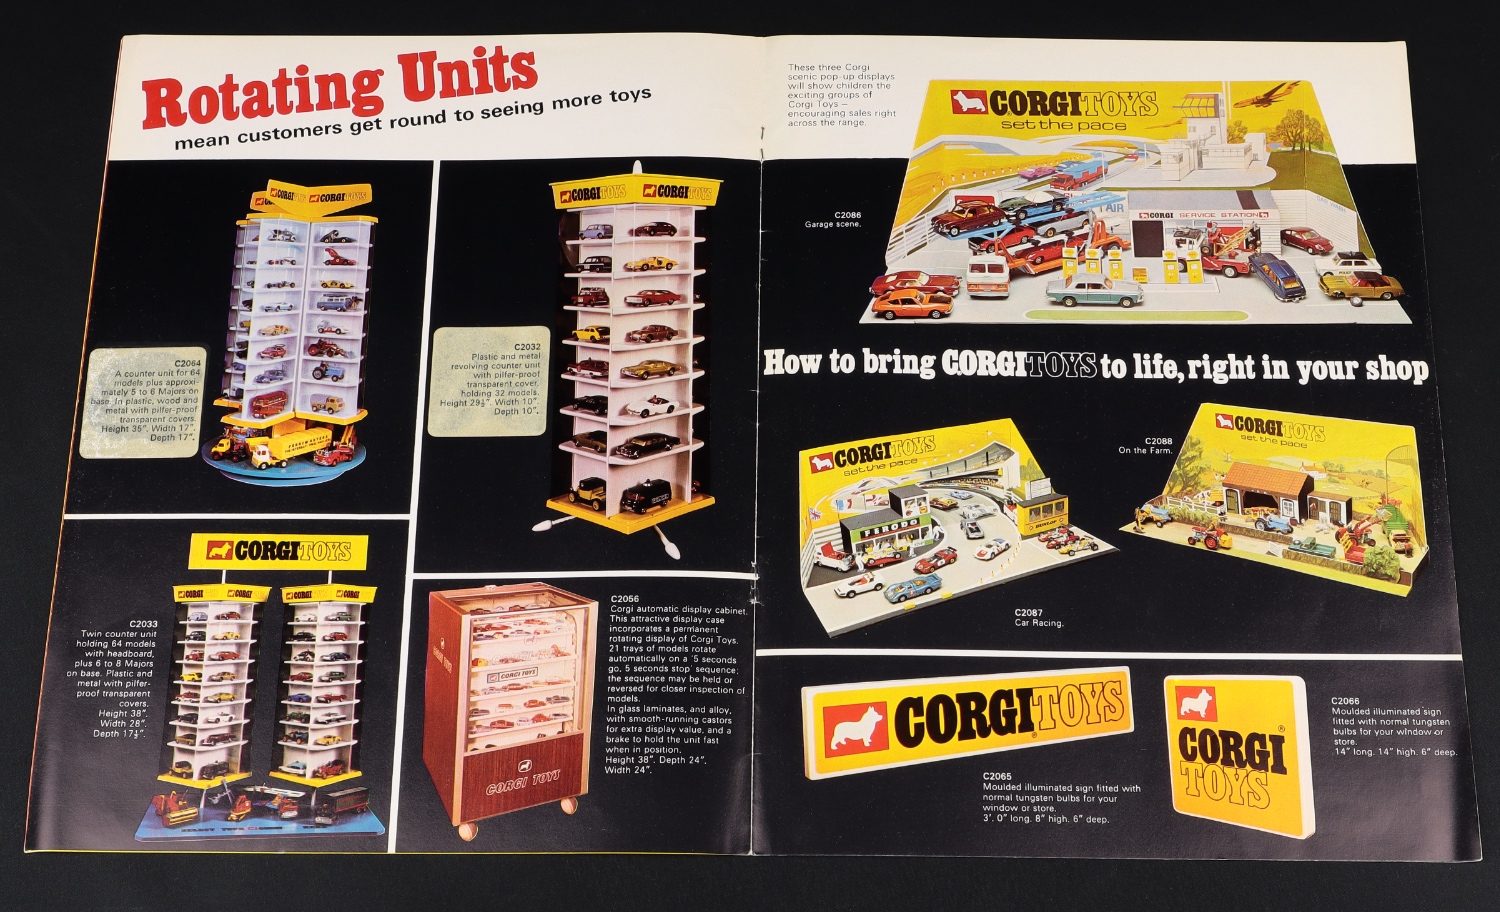 Rotating Units
mean customers get round to seeing more toys
CORGI TOYS
C2064
A counter unit for 64
models plus approxi-
mately 5 to 6 Majors on
base. In plastic, wood and
metal with pilfer-proof
transparent covers.
Height 35". Width 17".
Depth 17".
CORGI TOYS CORGI TOYS
C2032
Plastic and metal
revolving counter unit
with pilfer-proof
transparent cover,
holding 32 models.
Height 29½". Width 10".
Depth 10".
CORGI TOYS
CORGI CORGI CORGI CORGI
C2033
Twin counter unit
holding 64 models
with headboard,
plus 6 to 8 Majors
on base. Plastic and
metal with pilfer-
proof transparent
covers.
Height 38".
Width 28".
Depth 17½".
C2056
Corgi automatic display cabinet.
This attractive display case
incorporates a permanent
rotating display of Corgi Toys.
21 trays of models rotate
automatically on a '5 seconds
go, 5 seconds stop' sequence;
the sequence may be held or
reversed for closer inspection of
models.
In glass laminates, and alloy,
with smooth-running castors
for extra display value, and a
brake to hold the unit fast
when in position.
Height 38". Depth 24".
Width 24".
CORGI TOYS
CORGI TOYS
These three Corgi
scenic pop-up displays
will show children the
exciting groups of
Corgi Toys –
encouraging sales right
across the range.
CORGI TOYS
set the pace
AIR
CORGI SERVICE STATION
C2086
Garage scene.
How to bring CORGI TOYS to life, right in your shop
CORGI TOYS
set the pace
FERODO
DUNLOP
C2087
Car Racing.
C2088
On the Farm.
CORGI TOYS
set the pace
CORGI TOYS
C2065
Moulded illuminated sign fitted with
normal tungsten bulbs for your
window or store.
3'. 0" long. 8" high. 6" deep.
CORGI
TOYS
C2066
Moulded illuminated sign
fitted with normal tungsten
bulbs for your window or
store.
14" long. 14" high. 6" deep.